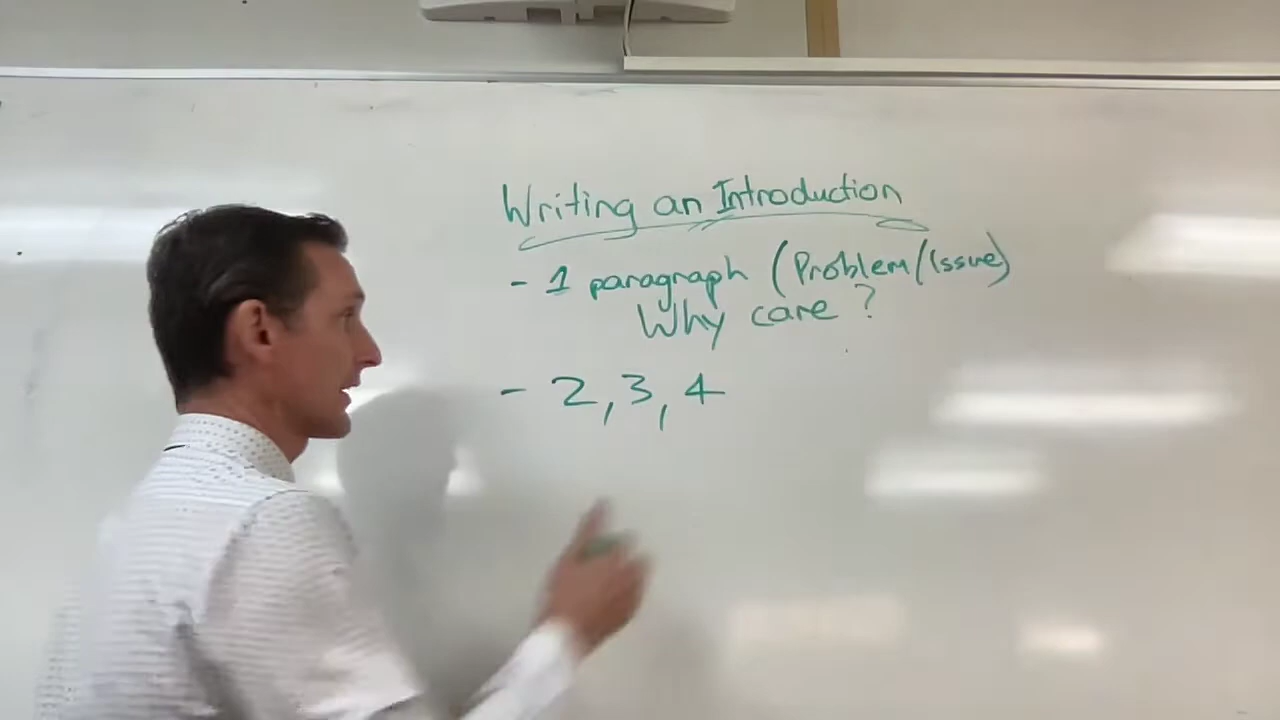 Writing an Introduction
- 1 paragraph (Problem/Issue)
Why care?
- 2, 3, 4